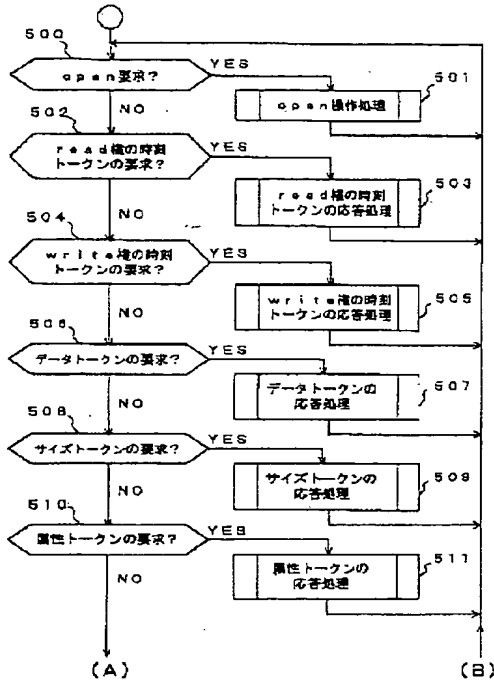 500
open要求?
YES
501
open操作処理
NO
502
read権の時刻
トークンの要求?
YES
503
read権の時刻
トークンの応答処理
NO
504
write権の時刻
トークンの要求?
YES
505
write権の時刻
トークンの応答処理
NO
506
データトークンの要求?
YES
507
データトークンの
応答処理
NO
508
サイズトークンの要求?
YES
509
サイズトークンの
応答処理
NO
510
属性トークンの要求?
YES
511
属性トークンの
応答処理
NO
(A)
(B)